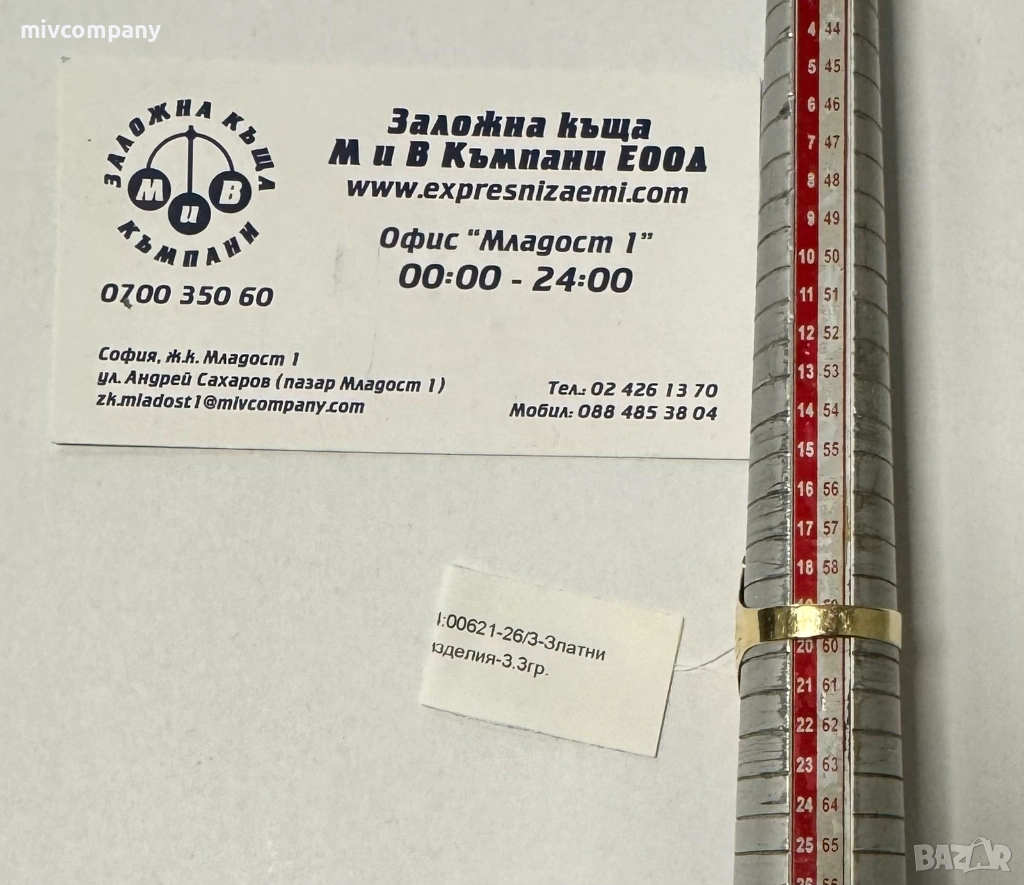 mivcompany
ЗАЛОЖНА КЪЩА
М и В
КЪМПАНИ
0700 350 60
Заложна къща
М и В Къмпани ЕООД
www.expresnizaemi.com
Офис "Младост 1"
00:00 - 24:00
София, ж.к. Младост 1
ул. Андрей Сахаров (пазар Младост 1)
zk.mladost1@mivcompany.com
Тел.: 02 426 13 70
Мобил.: 088 485 38 04
:00621-26/3-Златни
зделия-3.3гр.
4 44
5 45
6 46
7 47
8 48
9 49
10 50
11 51
12 52
13 53
14 54
15 55
16 56
17 57
18 58
20 60
21 61
22 62
23 63
24 64
25 65
BAZAR